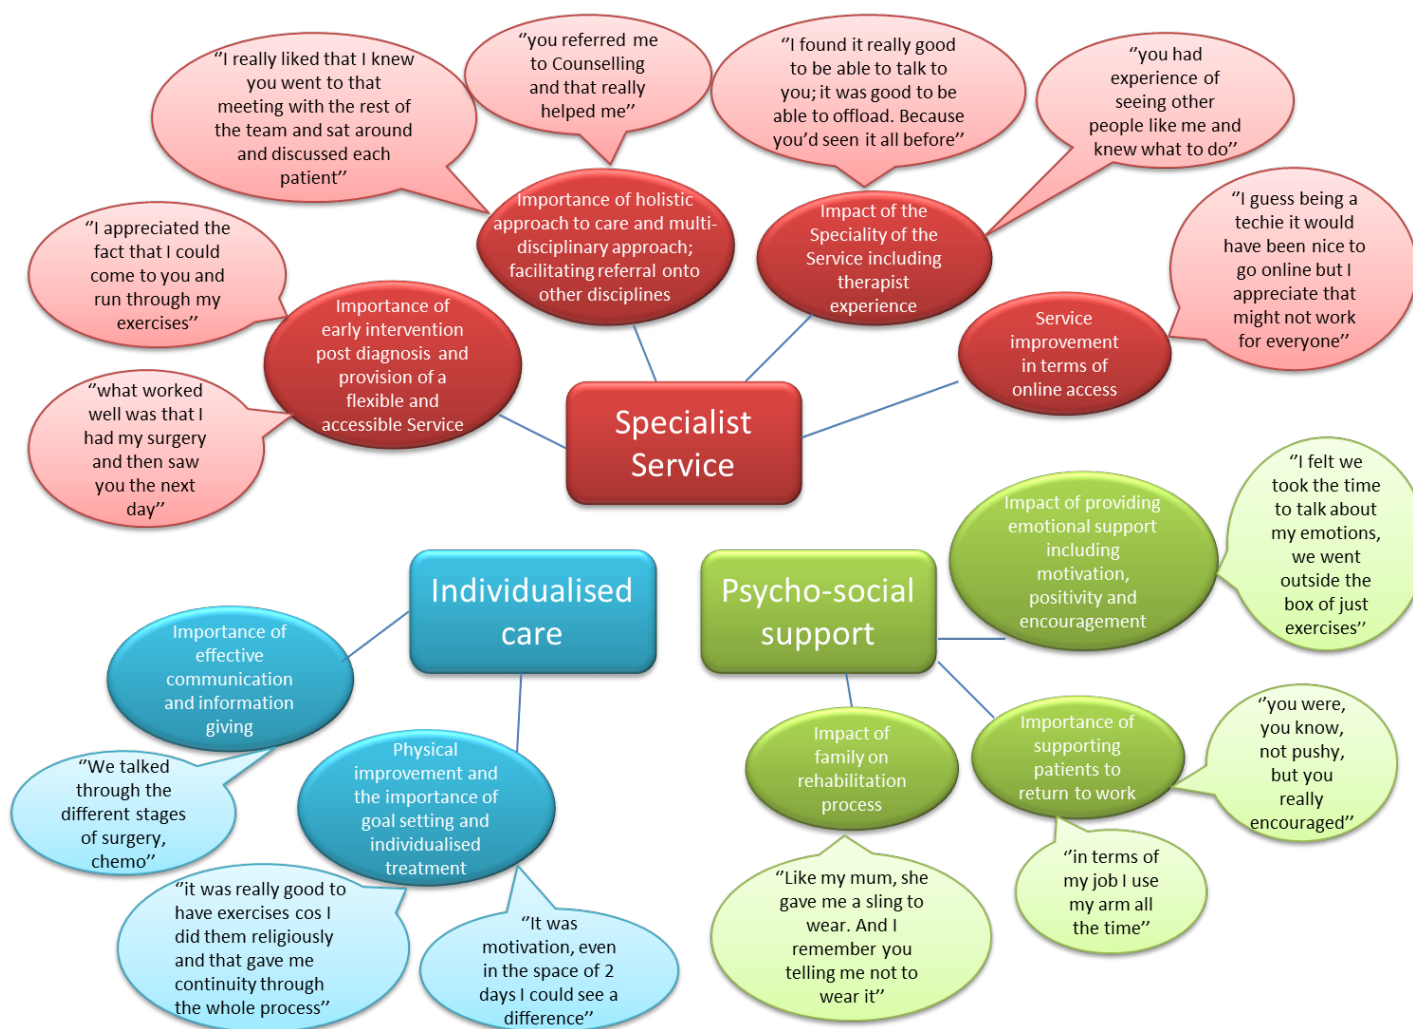 ‘’I really liked that I knew
you went to that
meeting with the rest of
the team and sat around
and discussed each
patient’’
‘’you referred me
to Counselling
and that really
helped me’’
‘’I found it really good
to be able to talk to
you; it was good to be
able to offload. Because
you’d seen it all before’’
‘’you had
experience of
seeing other
people like me and
knew what to do’’
‘’I appreciated the
fact that I could
come to you and
run through my
exercises’’
Importance of holistic
approach to care and multi-
disciplinary approach;
facilitating referral onto
other disciplines
Impact of the
Speciality of the
Service including
therapist
experience
‘’I guess being a
techie it would
have been nice to
go online but I
appreciate that
might not work
for everyone’’
Importance of
early intervention
post diagnosis and
provision of a
flexible and
accessible Service
Service
improvement
in terms of
online access
‘’what worked
well was that I
had my surgery
and then saw
you the next
day’’
Specialist
Service
Individualised
care
Psycho-social
support
Impact of providing
emotional support
including
motivation,
positivity and
encouragement
‘’I felt we
took the time
to talk about
my emotions,
we went
outside the
box of just
exercises’’
Importance of
effective
communication
and information
giving
‘’We talked
through the
different stages
of surgery,
chemo’’
Physical
improvement and
the importance of
goal setting and
individualised
treatment
‘’it was really good to
have exercises cos I
did them religiously
and that gave me
continuity through
the whole process’’
‘’It was
motivation, even
in the space of 2
days I could see a
difference’’
Impact of
family on
rehabilitation
process
‘’Like my mum, she
gave me a sling to
wear. And I
remember you
telling me not to
wear it’’
Importance of
supporting
patients to
return to work
‘’you were,
you know,
not pushy,
but you
really
encouraged’’
‘’in terms of
my job I use
my arm all
the time’’